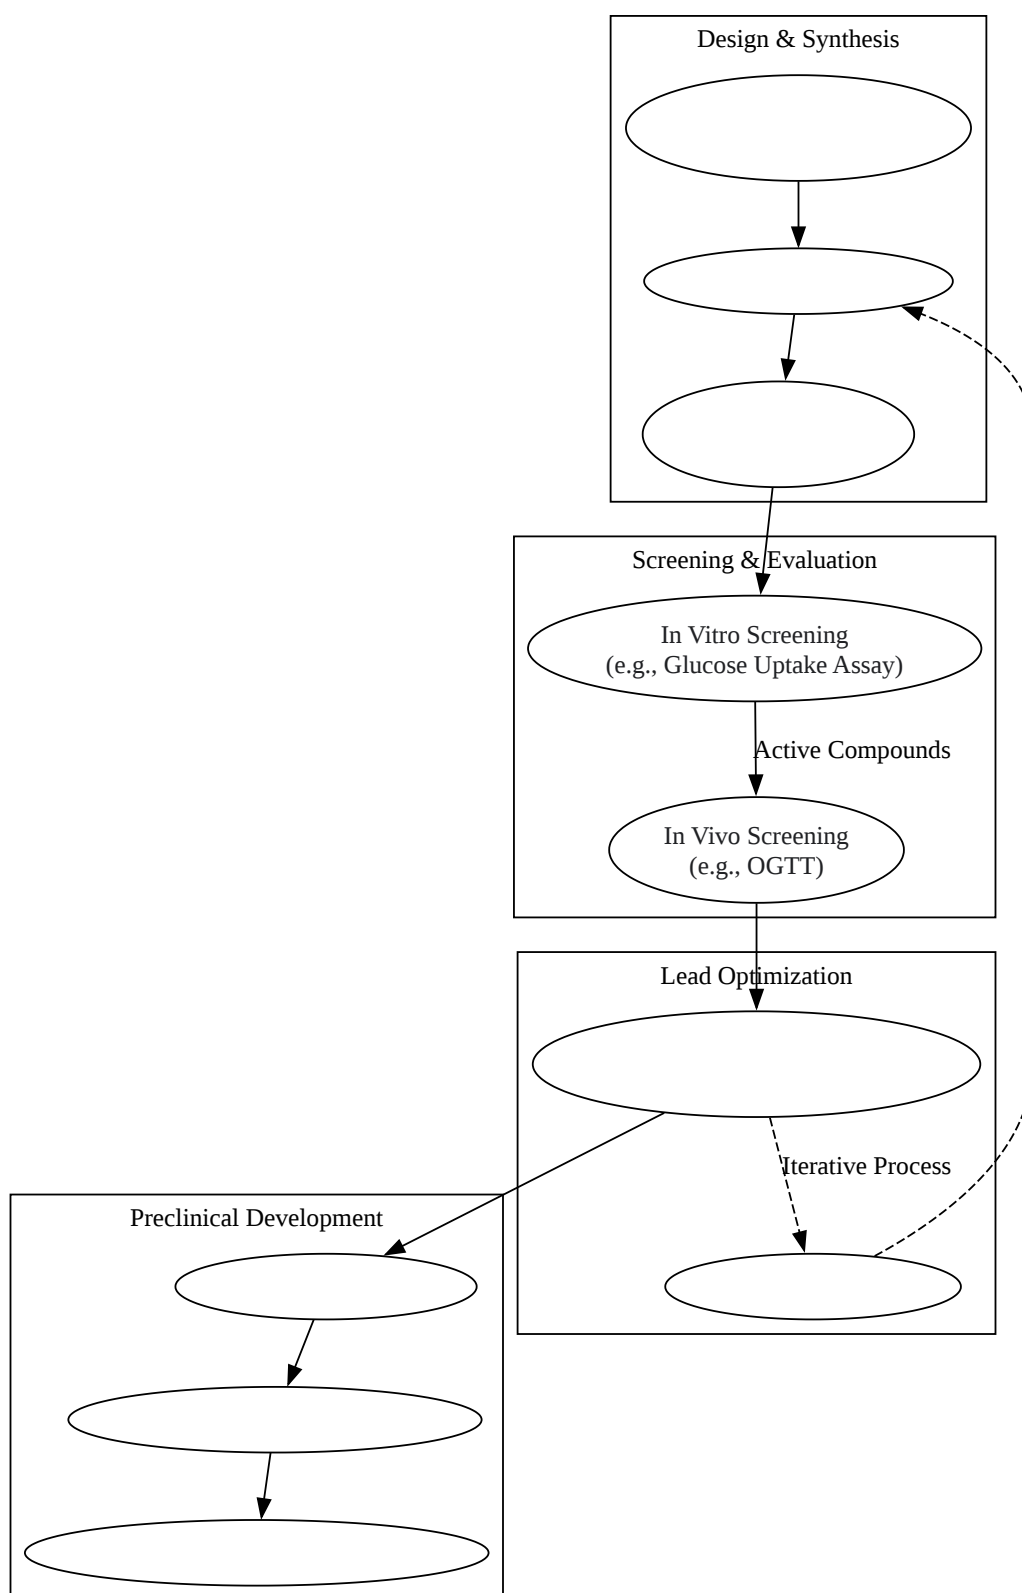 Design & Synthesis
Screening & Evaluation
In Vitro Screening
(e.g., Glucose Uptake Assay)
Active Compounds
In Vivo Screening
(e.g., OGTT)
Lead Optimization
Iterative Process
Preclinical Development